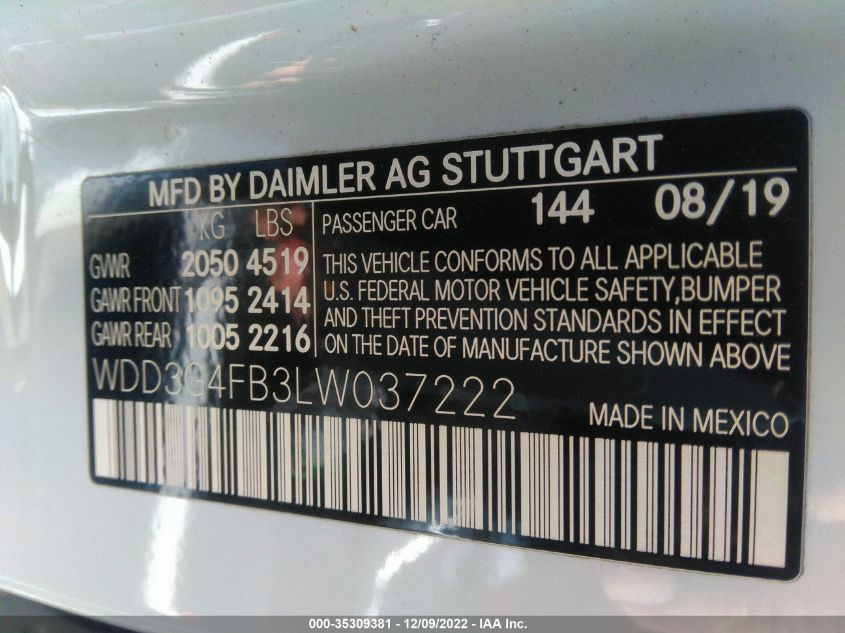 MFD BY DAIMLER AG STUTTGART
KG LBS
GVWR 2050 4519
GAWR FRONT 1095 2414
GAWR REAR 1005 2216
PASSENGER CAR 144 08/19
THIS VEHICLE CONFORMS TO ALL APPLICABLE
U.S. FEDERAL MOTOR VEHICLE SAFETY,BUMPER
AND THEFT PREVENTION STANDARDS IN EFFECT
ON THE DATE OF MANUFACTURE SHOWN ABOVE
WDD3G4FB3LW037222
MADE IN MEXICO
000-35309381 - 12/09/2022 - IAA Inc.